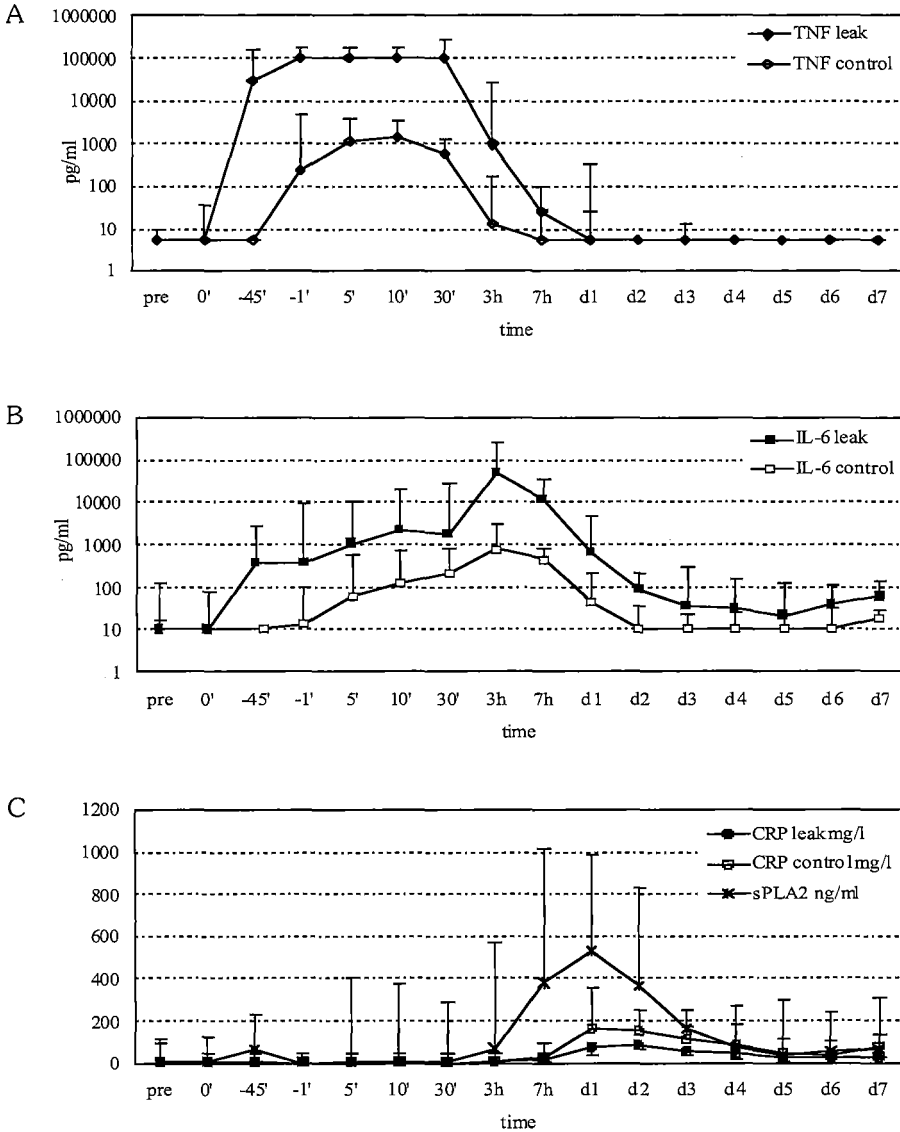 A
1000000
100000
10000
1000
100
10
1
pg/ml
TNF leak
TNF control
pre 0' -45' -1' 5' 10' 30' 3h 7h d1 d2 d3 d4 d5 d6 d7
time
B
1000000
100000
10000
1000
100
10
1
pg/ml
IL-6 leak
IL-6 control
pre 0' -45' -1' 5' 10' 30' 3h 7h d1 d2 d3 d4 d5 d6 d7
time
C
1200
1000
800
600
400
200
0
CRP leak mg/l
CRP control mg/l
sPLA2 ng/ml
pre 0' -45' -1' 5' 10' 30' 3h 7h d1 d2 d3 d4 d5 d6 d7
time